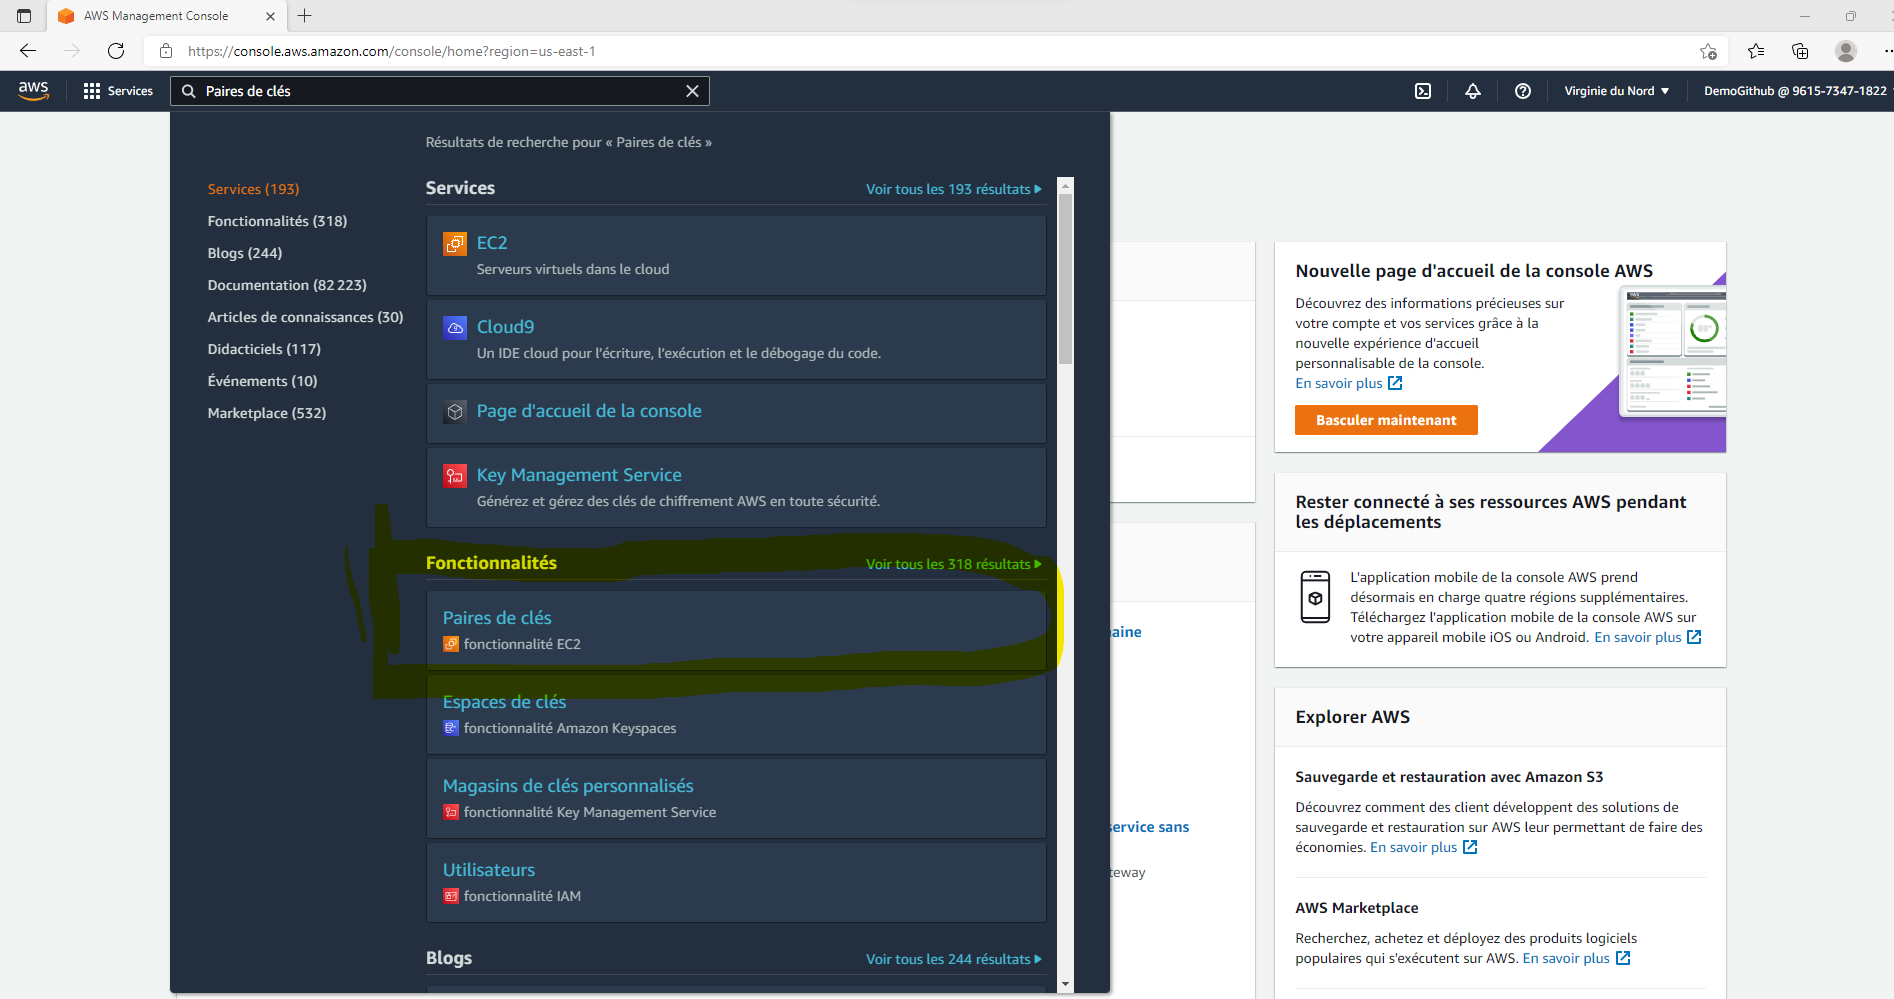 AWS Management Console
https://console.aws.amazon.com/console/home?region=us-east-1
aws
Services
Paires de clés
Virginie du Nord
DemoGithub @ 9615-7347-1822
Résultats de recherche pour « Paires de clés »
Services (193)
Fonctionnalités (318)
Blogs (244)
Documentation (82 223)
Articles de connaissances (30)
Didacticiels (117)
Événements (10)
Marketplace (532)
Services
Voir tous les 193 résultats
EC2
Serveurs virtuels dans le cloud
Cloud9
Un IDE cloud pour l'écriture, l'exécution et le débogage du code.
Page d'accueil de la console
Key Management Service
Générez et gérez des clés de chiffrement AWS en toute sécurité.
Fonctionnalités
Voir tous les 318 résultats
Paires de clés
fonctionnalité EC2
Espaces de clés
fonctionnalité Amazon Keyspaces
Magasins de clés personnalisés
fonctionnalité Key Management Service
Utilisateurs
fonctionnalité IAM
Blogs
Voir tous les 244 résultats
aine
service sans
teway
Nouvelle page d'accueil de la console AWS
Découvrez des informations précieuses sur
votre compte et vos services grâce à la
nouvelle expérience d'accueil
personnalisable de la console.
En savoir plus
Basculer maintenant
Rester connecté à ses ressources AWS pendant
les déplacements
L'application mobile de la console AWS prend
désormais en charge quatre régions supplémentaires.
Téléchargez l'application mobile de la console AWS sur
votre appareil mobile iOS ou Android. En savoir plus
Explorer AWS
Sauvegarde et restauration avec Amazon S3
Découvrez comment des client développent des solutions de
sauvegarde et restauration sur AWS leur permettant de faire des
économies. En savoir plus
AWS Marketplace
Recherchez, achetez et déployez des produits logiciels
populaires qui s'exécutent sur AWS. En savoir plus